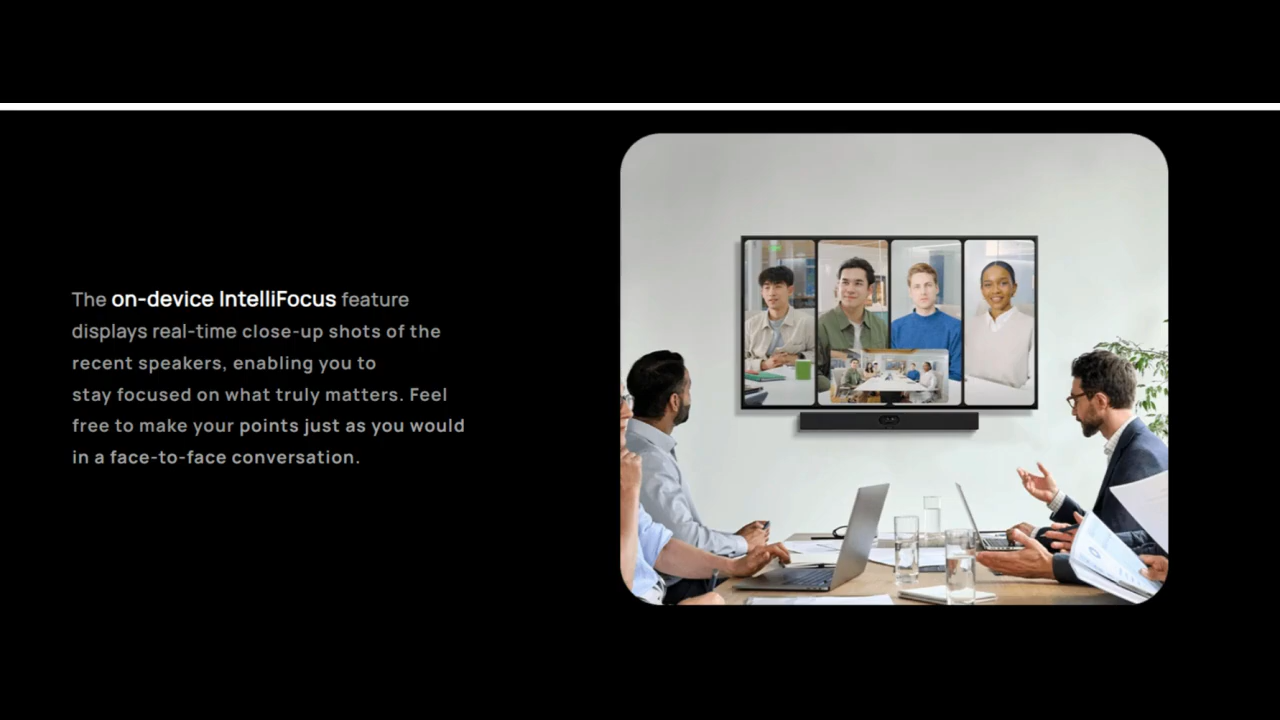 The on-device IntelliFocus feature
displays real-time close-up shots of the
recent speakers, enabling you to
stay focused on what truly matters. Feel
free to make your points just as you would
in a face-to-face conversation.